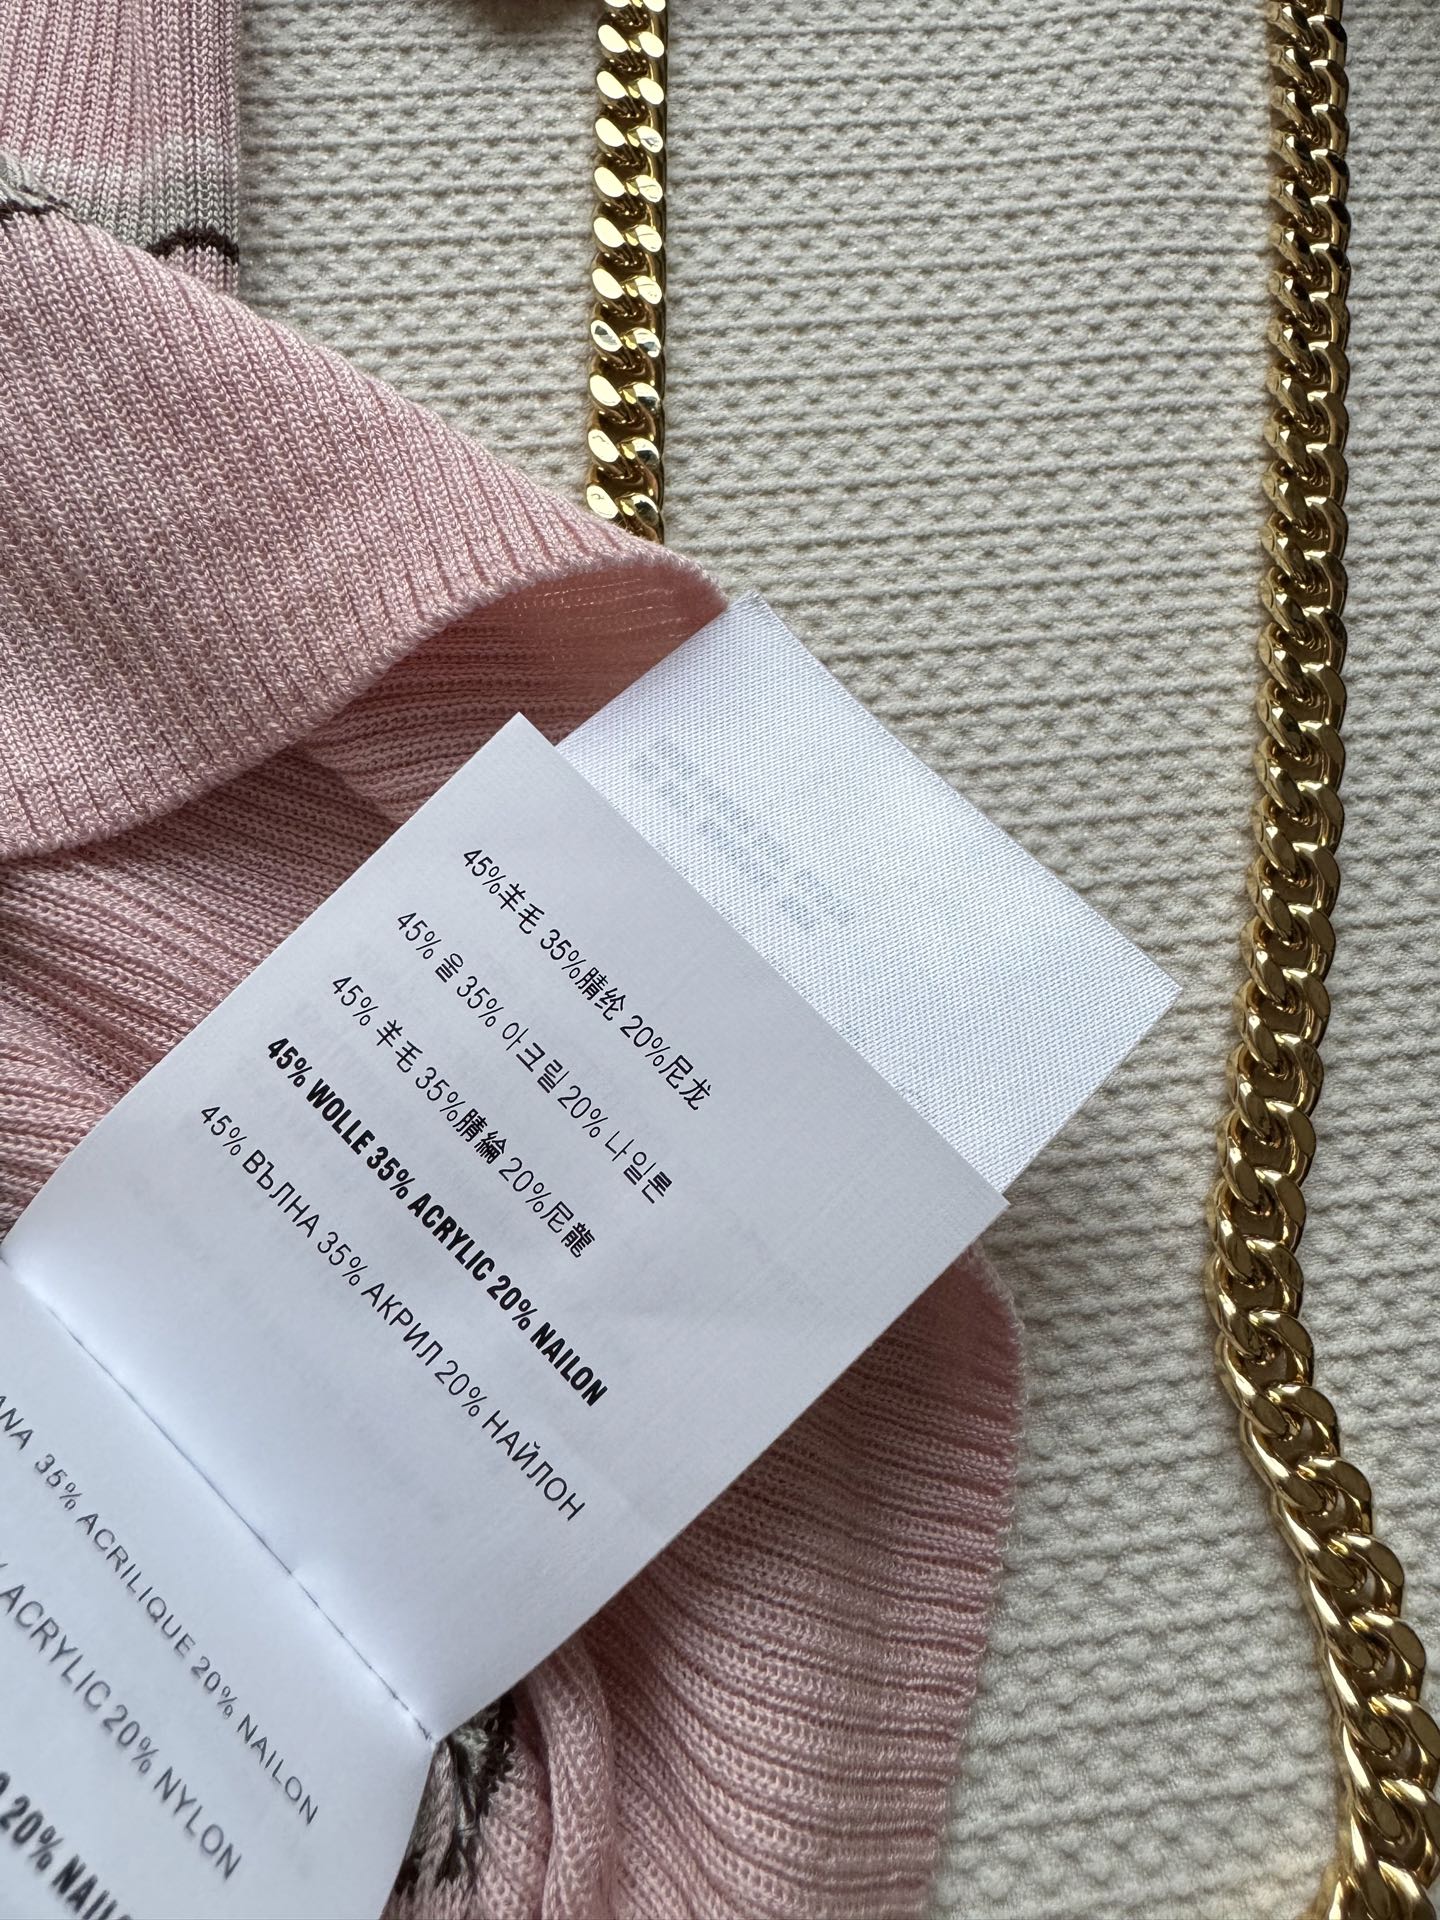 45%羊毛 35%腈纶 20%尼龙
45% 울 35% 아크릴 20% 나일론
45% 羊毛 35%腈綸 20%尼龍
45% WOLLE 35% ACRYLIC 20% NAILON
45% ВЪЛНА 35% АКРИЛ 20% НАЙЛОН
ANA 35% ACRILIQUE 20% NAILON
% ACRYLIC 20% NYLON
20% NAIL